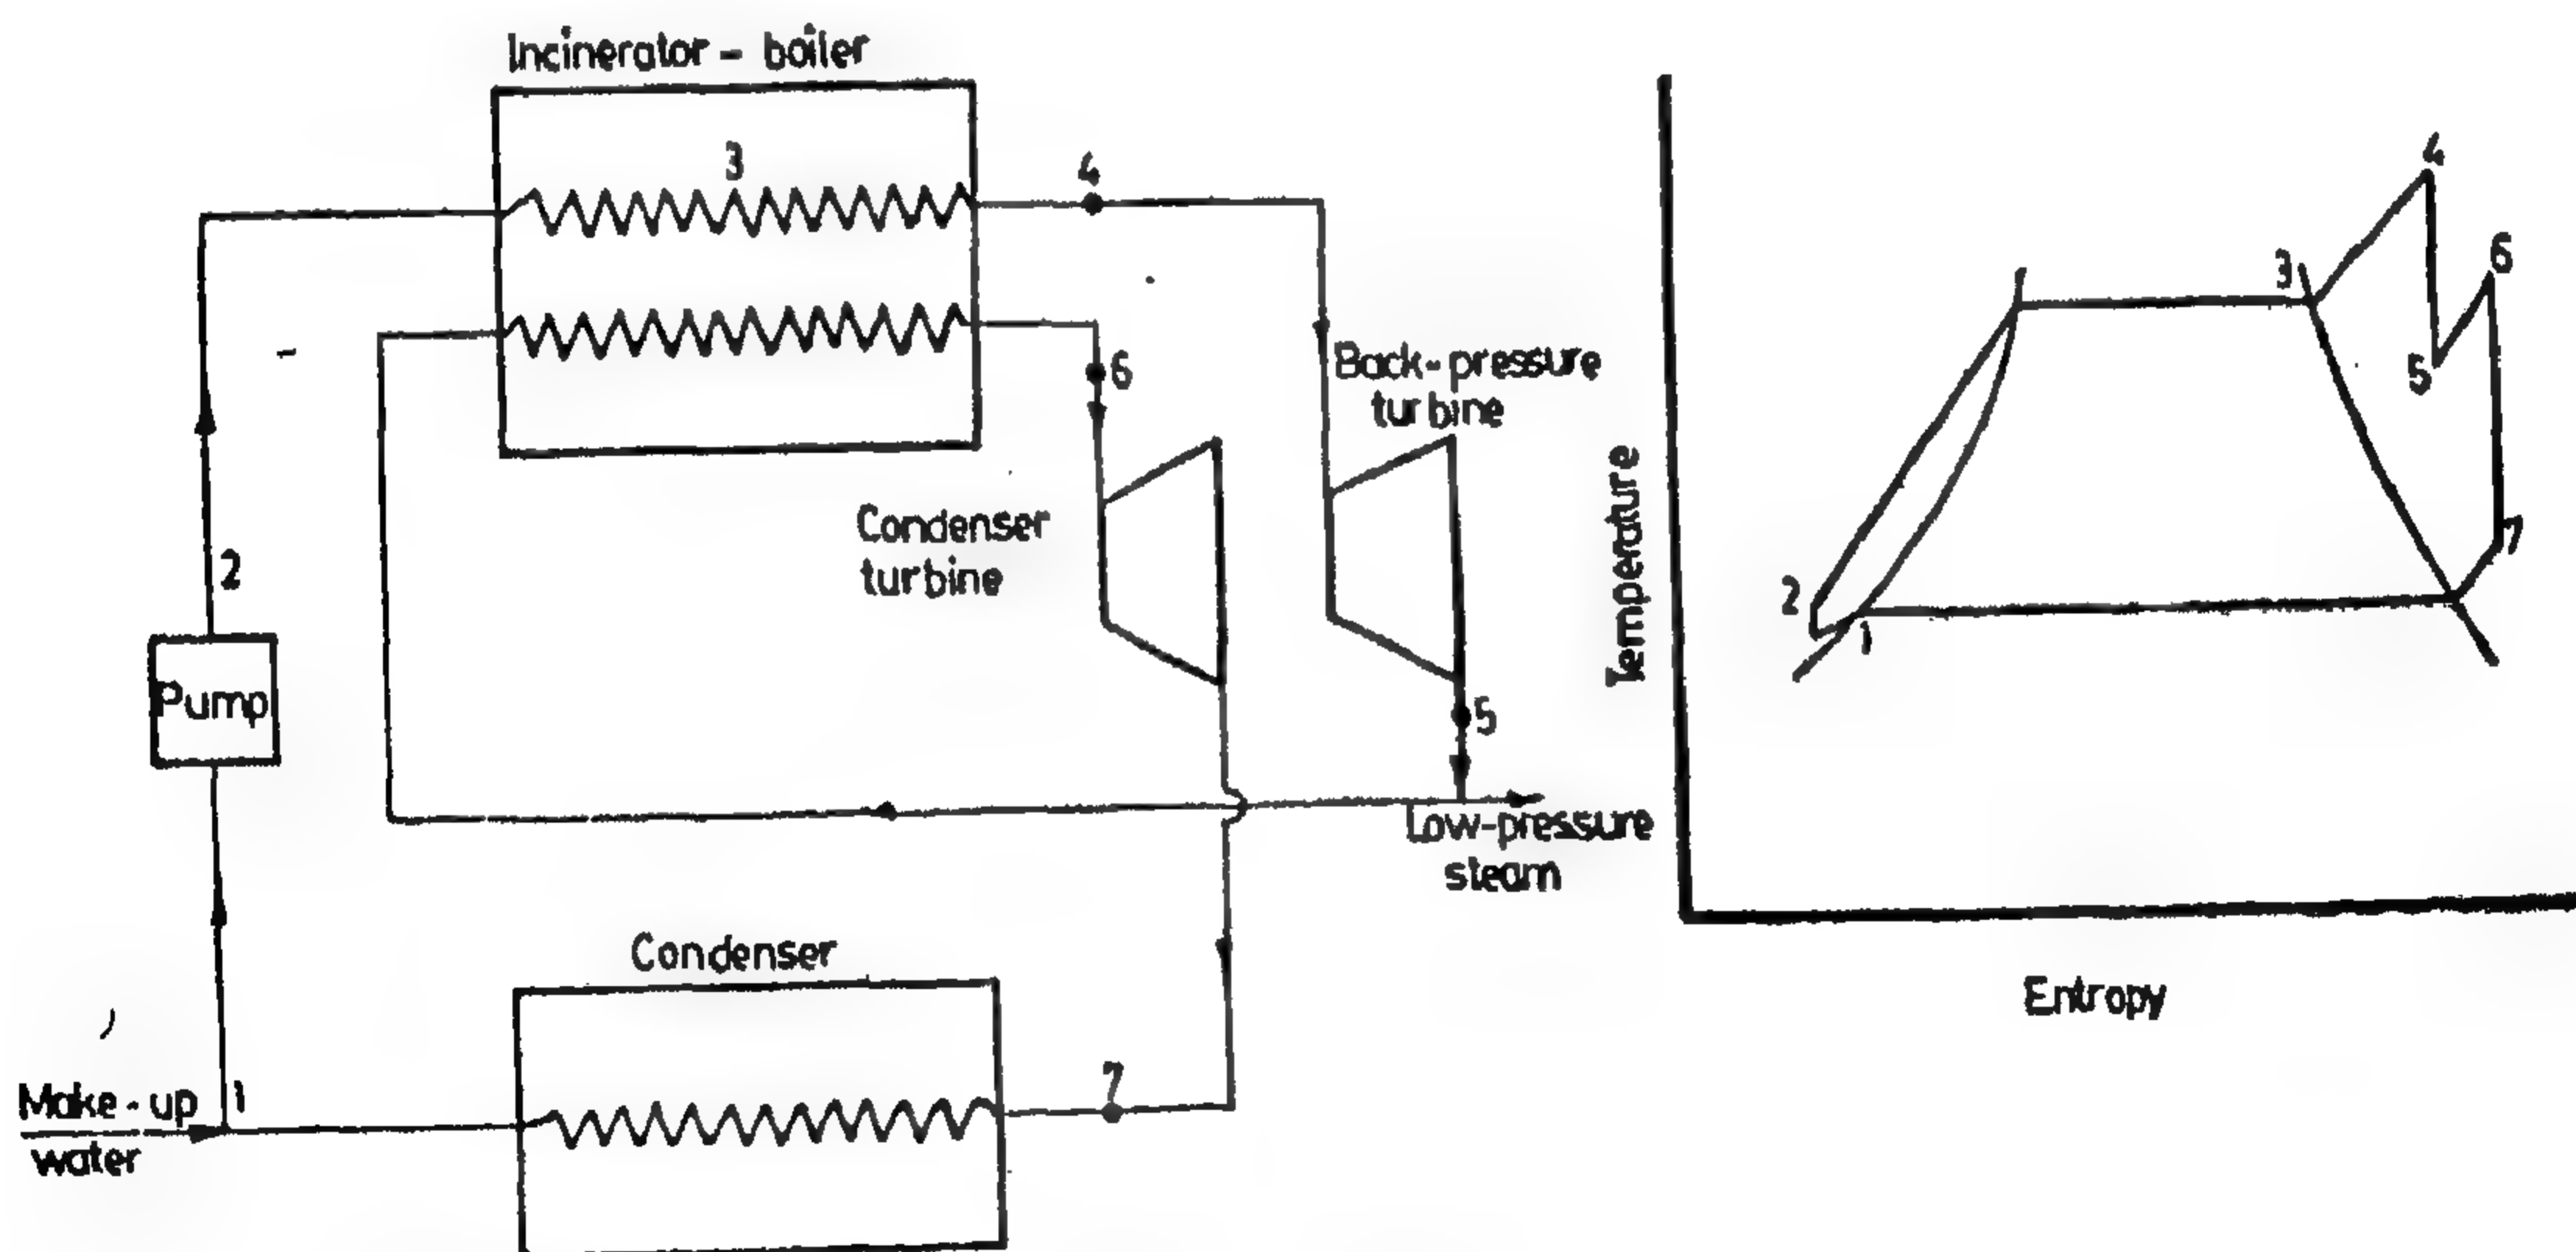 Incinerator - boiler
3
4
6
Back-pressure
turbine
Condenser
turbine
2
Pump
5
Low-pressure
steam
Condenser
7
Make-up
water
1
Temperature
4
3
6
5
7
2
1
Entropy